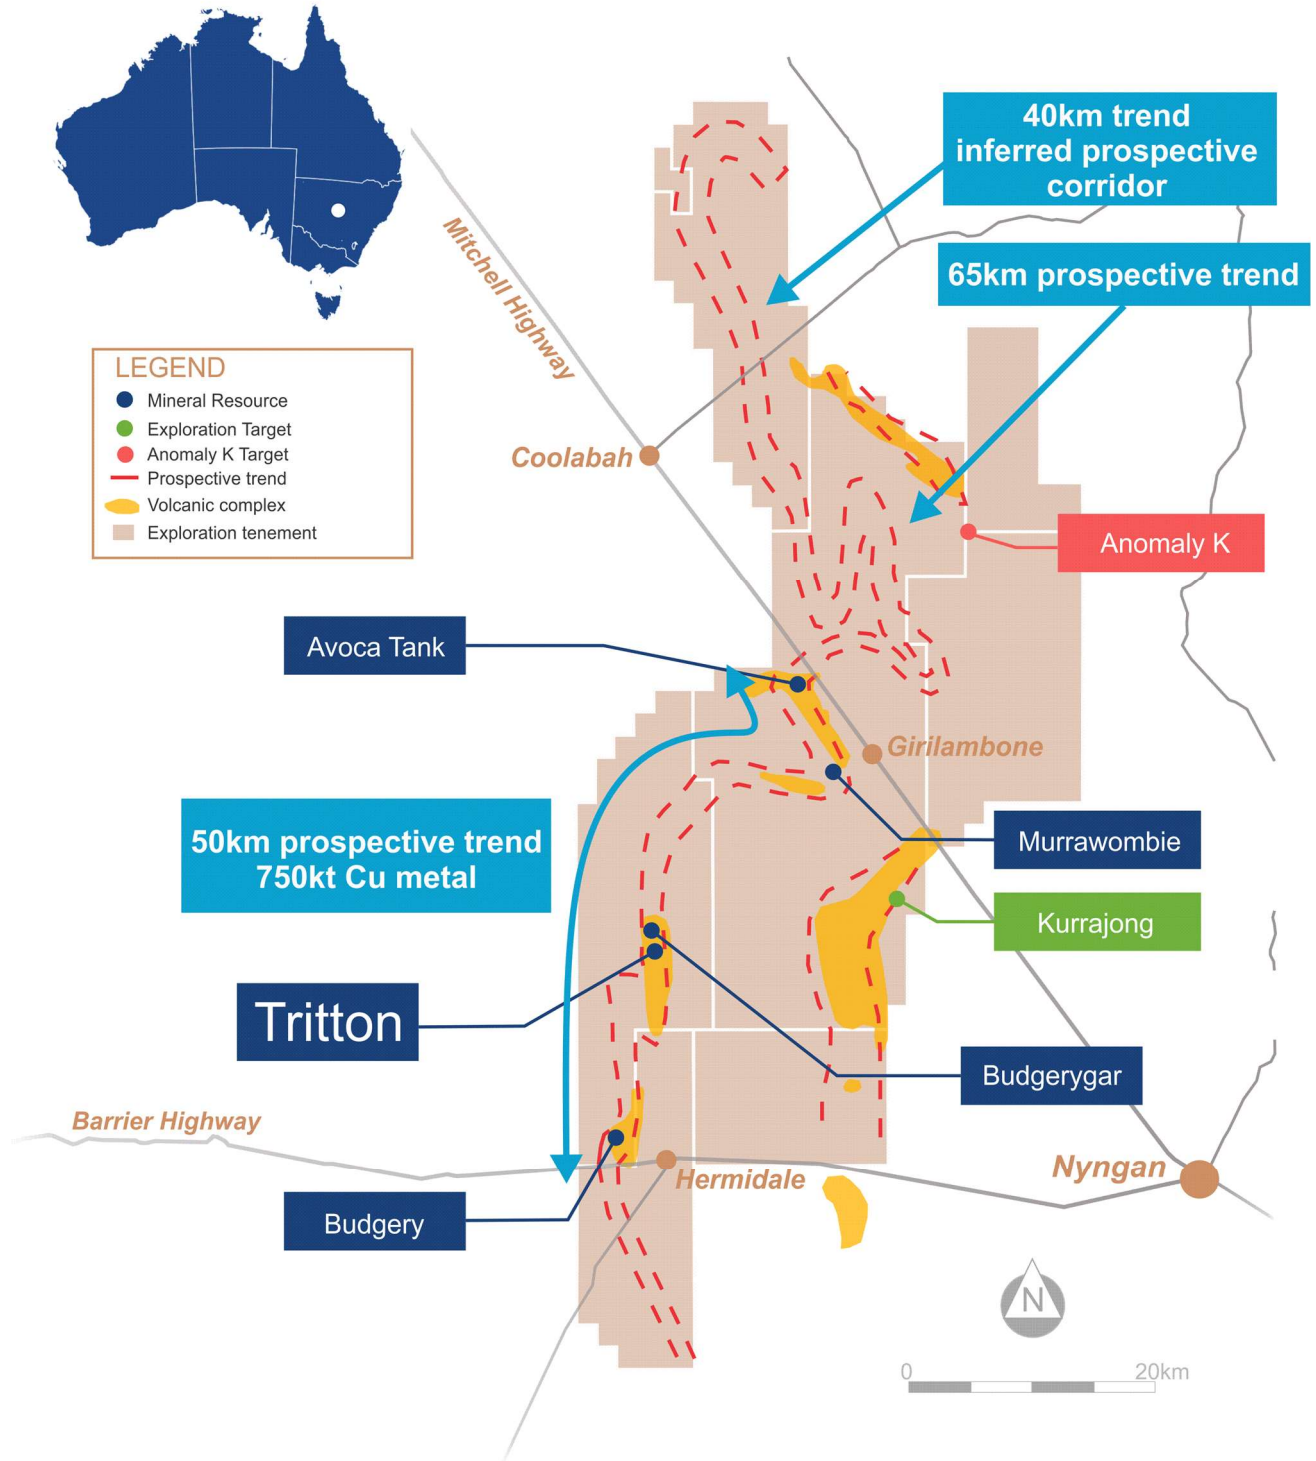 40km trend
inferred prospective
corridor
Mitchell Highway
65km prospective trend
LEGEND
Mineral Resource
Exploration Target
Anomaly K Target
Prospective trend
Volcanic complex
Exploration tenement
Coolabah
Anomaly K
Avoca Tank
Girilambone
50km prospective trend
750kt Cu metal
Murrawombie
Kurrajong
Tritton
Budgerygar
Barrier Highway
Hermidale
Nyngan
Budgery
N
0 20km